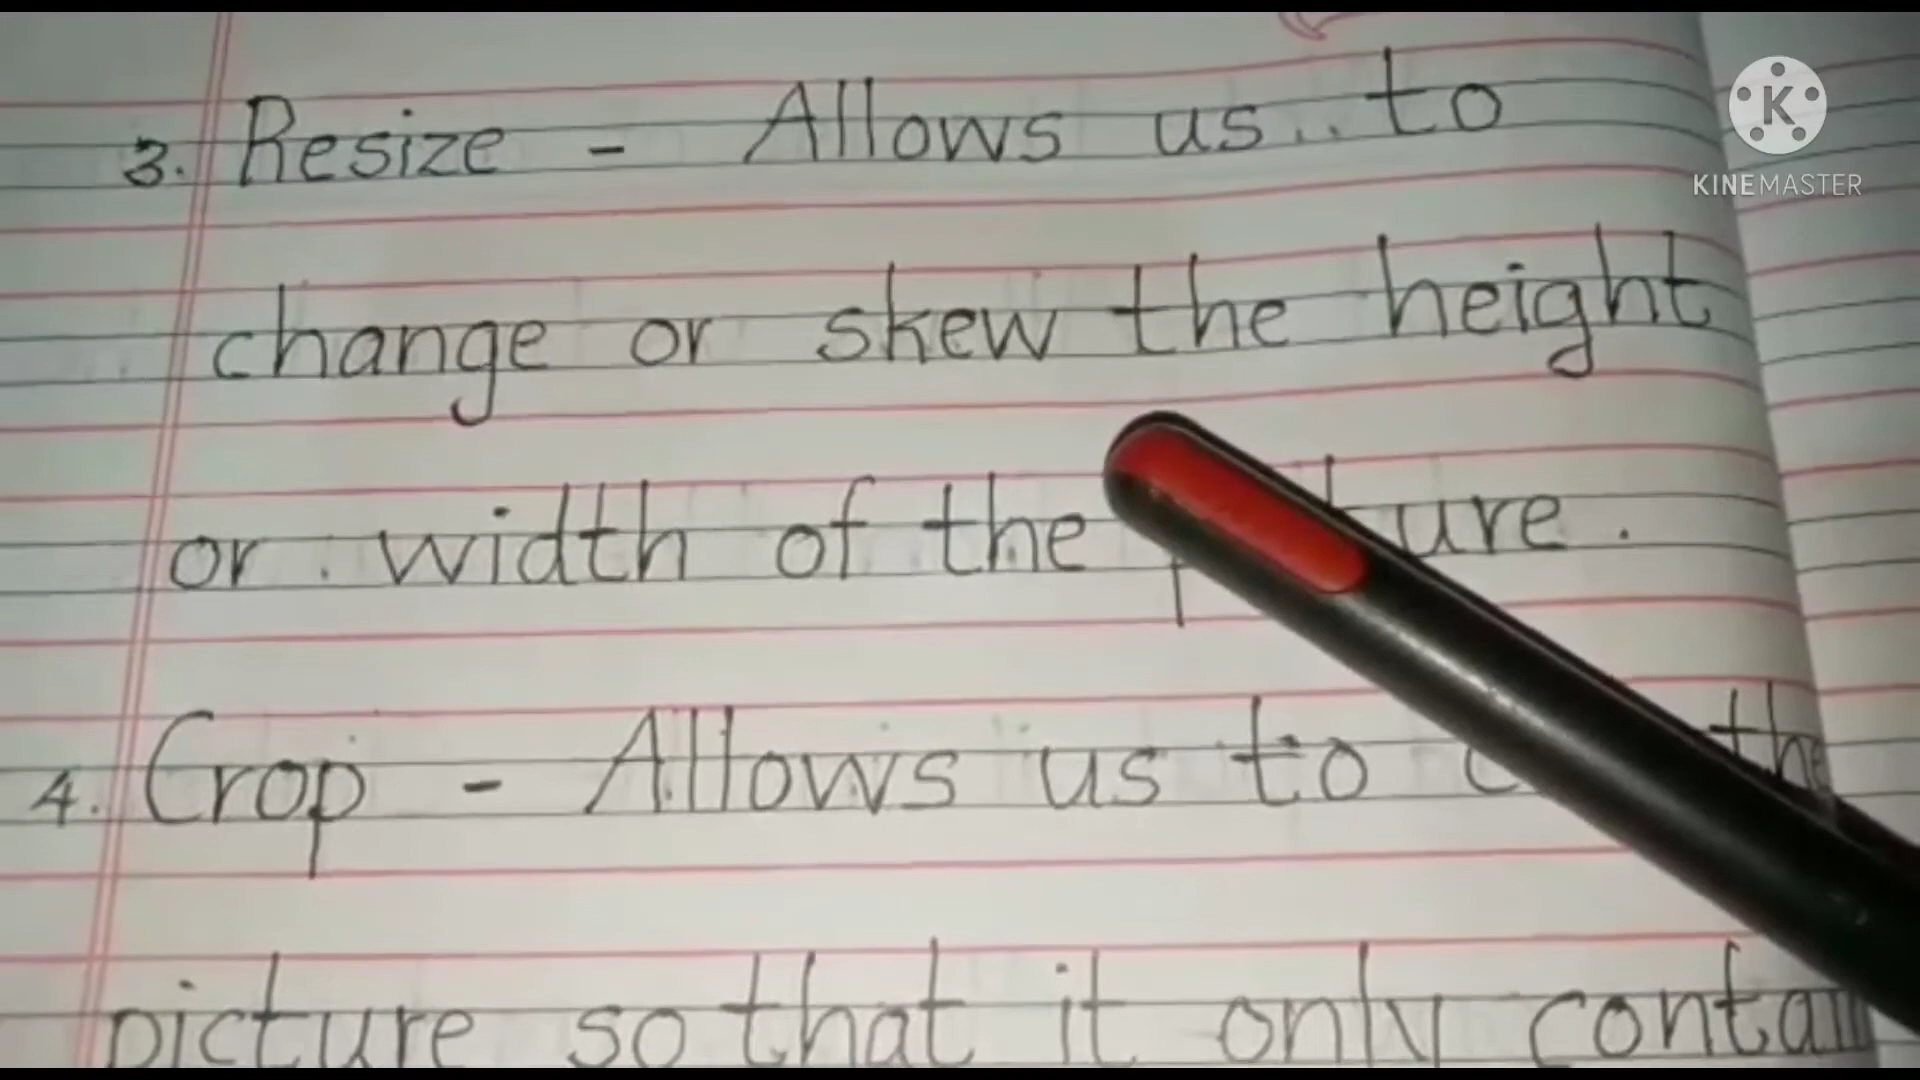 3. Resize - Allows us to
change or skew the height
or width of the
4. Crop - Allows us to the
picture so that it only
K
KINEMASTER